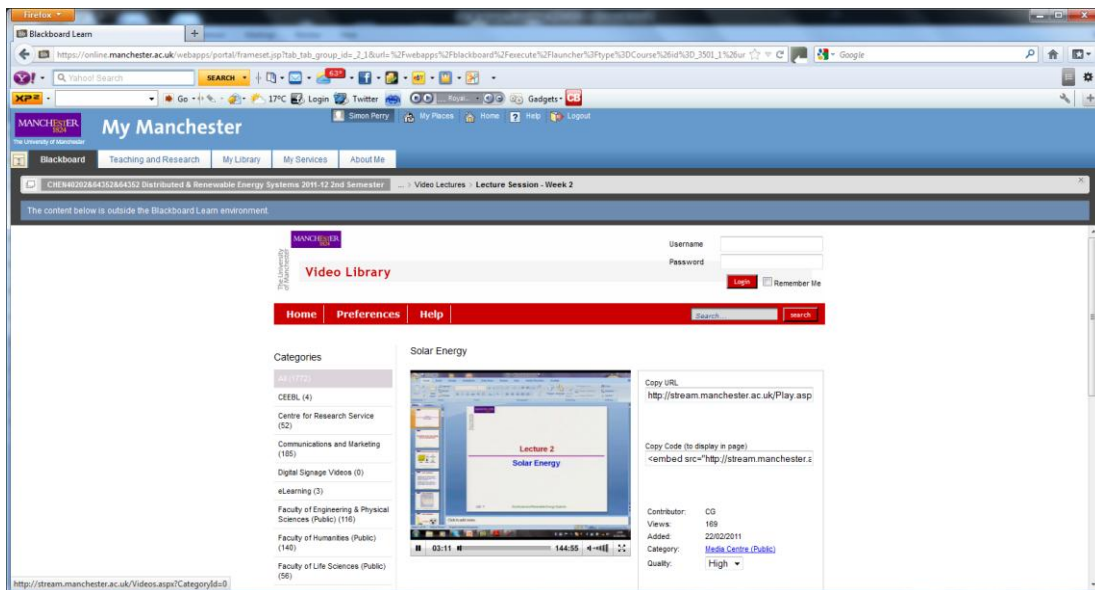 Firefox
Blackboard Learn
https://online.manchester.ac.uk/webapps/portal/frameset.jsp?tab_tab_group_id=_2_1&url=%2Fwebapps%2Fblackboard%2Fexecute%2Flauncher%3Ftype%3DCourse%26id%3D_3501_1%26ur
Google
Yahoo! Search
SEARCH
63°
XP
Go
17°C
Login
Twitter
Gadgets
MANCHESTER
1824
The University of Manchester
My Manchester
Simon Perry
My Places
Home
Help
Logout
Blackboard
Teaching and Research
My Library
My Services
About Me
CHEN40202&64352&64352 Distributed & Renewable Energy Systems 2011-12 2nd Semester ... > Video Lectures > Lecture Session - Week 2
The content below is outside the Blackboard Learn environment.
MANCHESTER
1824
The University
of Manchester
Video Library
Username
Password
Login
Remember Me
Home
Preferences
Help
Search...
search
Categories
All (1772)
CEEBL (4)
Centre for Research Service
(52)
Communications and Marketing
(185)
Digital Signage Videos (0)
eLearning (3)
Faculty of Engineering & Physical
Sciences (Public) (116)
Faculty of Humanities (Public)
(140)
Faculty of Life Sciences (Public)
(56)
Solar Energy
Lecture 2
Solar Energy
03:11
144:55
Copy URL
http://stream.manchester.ac.uk/Play.asp
Copy Code (to display in page)
<embed src="http://stream.manchester.a
Contributor: CG
Views: 169
Added: 22/02/2011
Category: Media Centre (Public)
Quality: High
http://stream.manchester.ac.uk/Videos.aspx?CategoryId=0